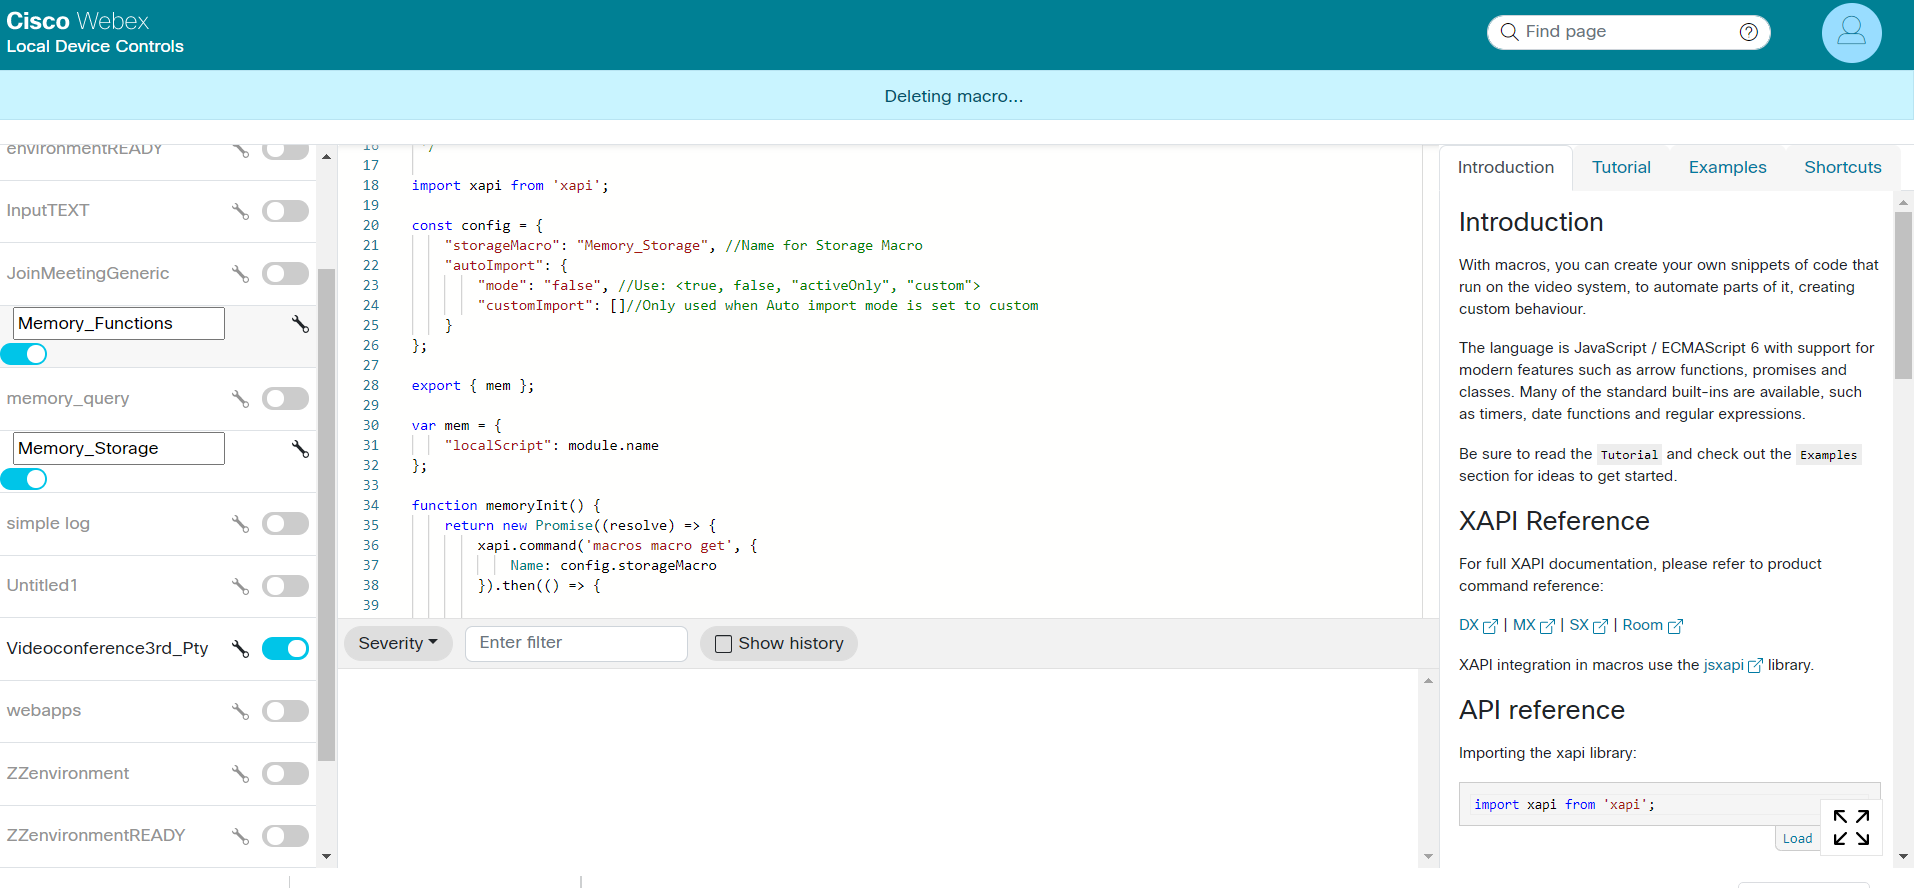 Cisco Webex
Local Device Controls
Find page
Deleting macro...
environmentREADY
InputTEXT
JoinMeetingGeneric
Memory_Functions
memory_query
Memory_Storage
simple log
Untitled1
Videoconference3rd_Pty
webapps
ZZenvironment
ZZenvironmentREADY
16 */
17
18 import xapi from 'xapi';
19
20 const config = {
21 "storageMacro": "Memory_Storage", //Name for Storage Macro
22 "autoImport": {
23 "mode": "false", //Use: <true, false, "activeOnly", "custom">
24 "customImport": []//Only used when Auto import mode is set to custom
25 }
26 };
27
28 export { mem };
29
30 var mem = {
31 "localScript": module.name
32 };
33
34 function memoryInit() {
35 return new Promise((resolve) => {
36 xapi.command('macros macro get', {
37 Name: config.storageMacro
38 }).then(() => {
39
Severity
Enter filter
Show history
Introduction
Tutorial
Examples
Shortcuts
Introduction
With macros, you can create your own snippets of code that
run on the video system, to automate parts of it, creating
custom behaviour.
The language is JavaScript / ECMAScript 6 with support for
modern features such as arrow functions, promises and
classes. Many of the standard built-ins are available, such
as timers, date functions and regular expressions.
Be sure to read the Tutorial and check out the Examples
section for ideas to get started.
XAPI Reference
For full XAPI documentation, please refer to product
command reference:
DX | MX | SX | Room
XAPI integration in macros use the jsxapi library.
API reference
Importing the xapi library:
import xapi from 'xapi';
Load